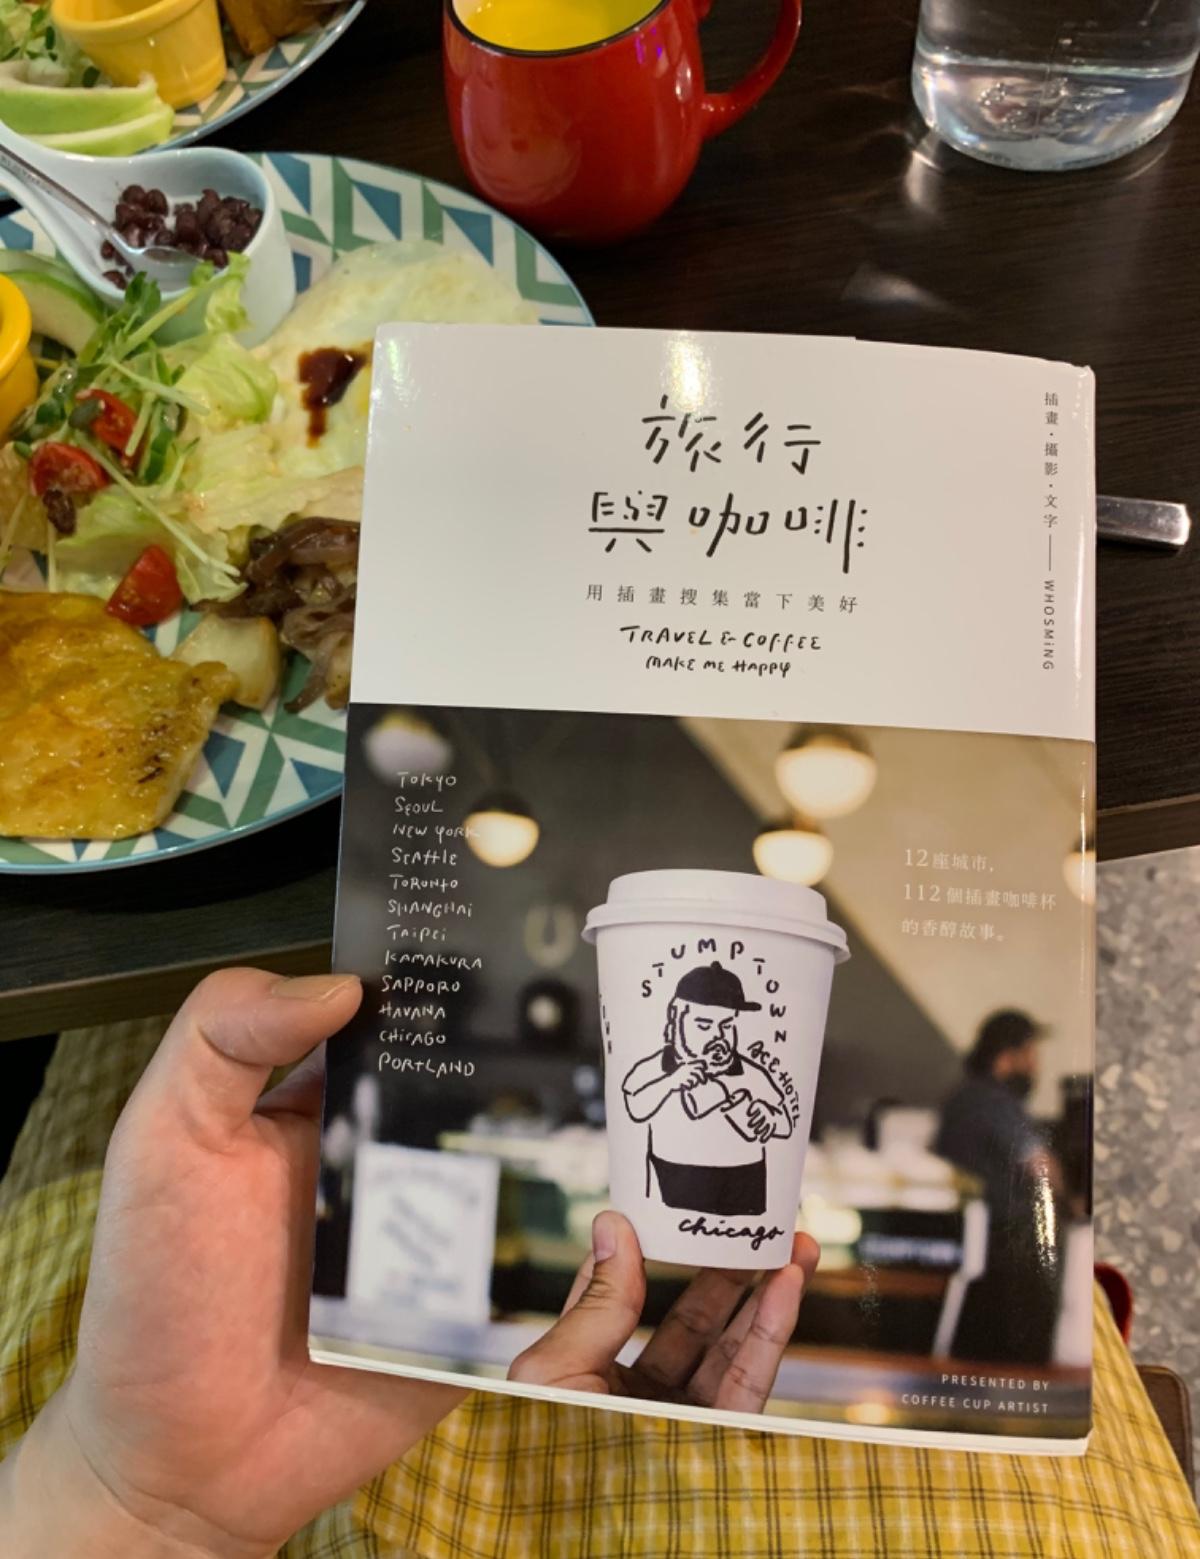 旅行
與咖啡
用插畫搜集當下美好
TRAVEL & COFFEE
MAKE ME HAPPY
插畫・攝影・文字 —— WHOSMiNG
TOKYO
SEOUL
NEW YORK
SEATTLE
TORONTO
SHANGHAI
TAIPEI
KAMAKURA
SAPPORO
HAVANA
CHICAGO
PORTLAND
12座城市,
112個插畫咖啡杯
的香醇故事。
STUMPTOWN
ACE HOTEL
chicago
PRESENTED BY
COFFEE CUP ARTIST